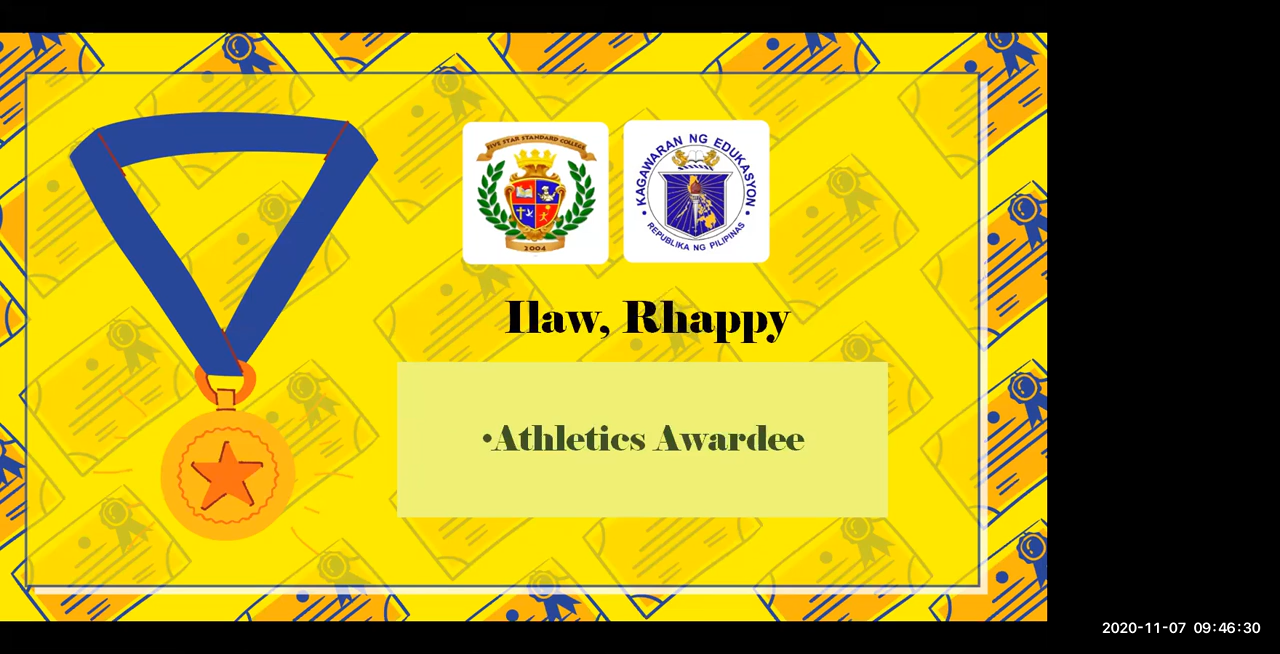 FIVE STAR STANDARD COLLEGE
2004
KAGAWARAN NG EDUKASYON
REPUBLIKA NG PILIPINAS
Ilaw, Rhappy
•Athletics Awardee
2020-11-07 09:46:30